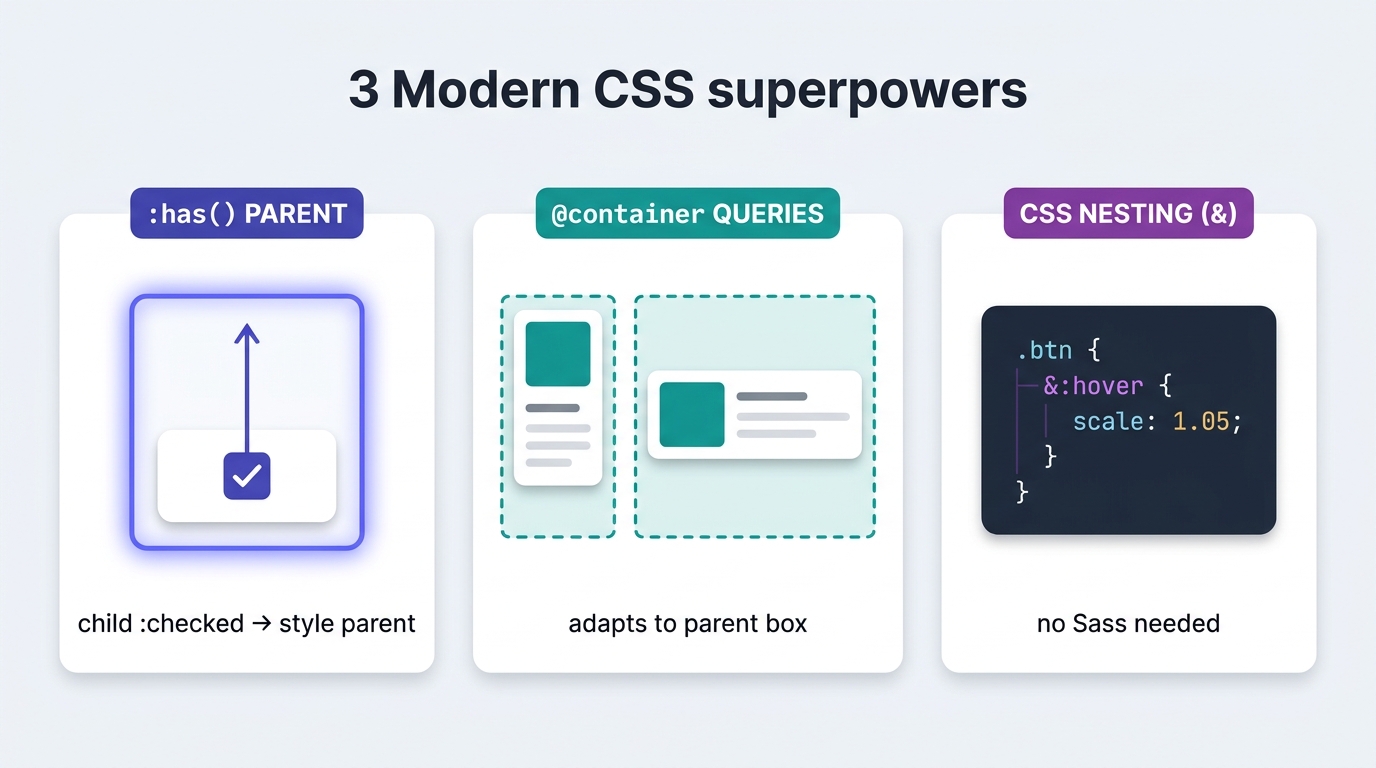 3 Modern CSS superpowers
:has() PARENT
child :checked → style parent
@container QUERIES
adapts to parent box
CSS NESTING (&)
.btn {
&:hover {
scale: 1.05;
}
}
no Sass needed